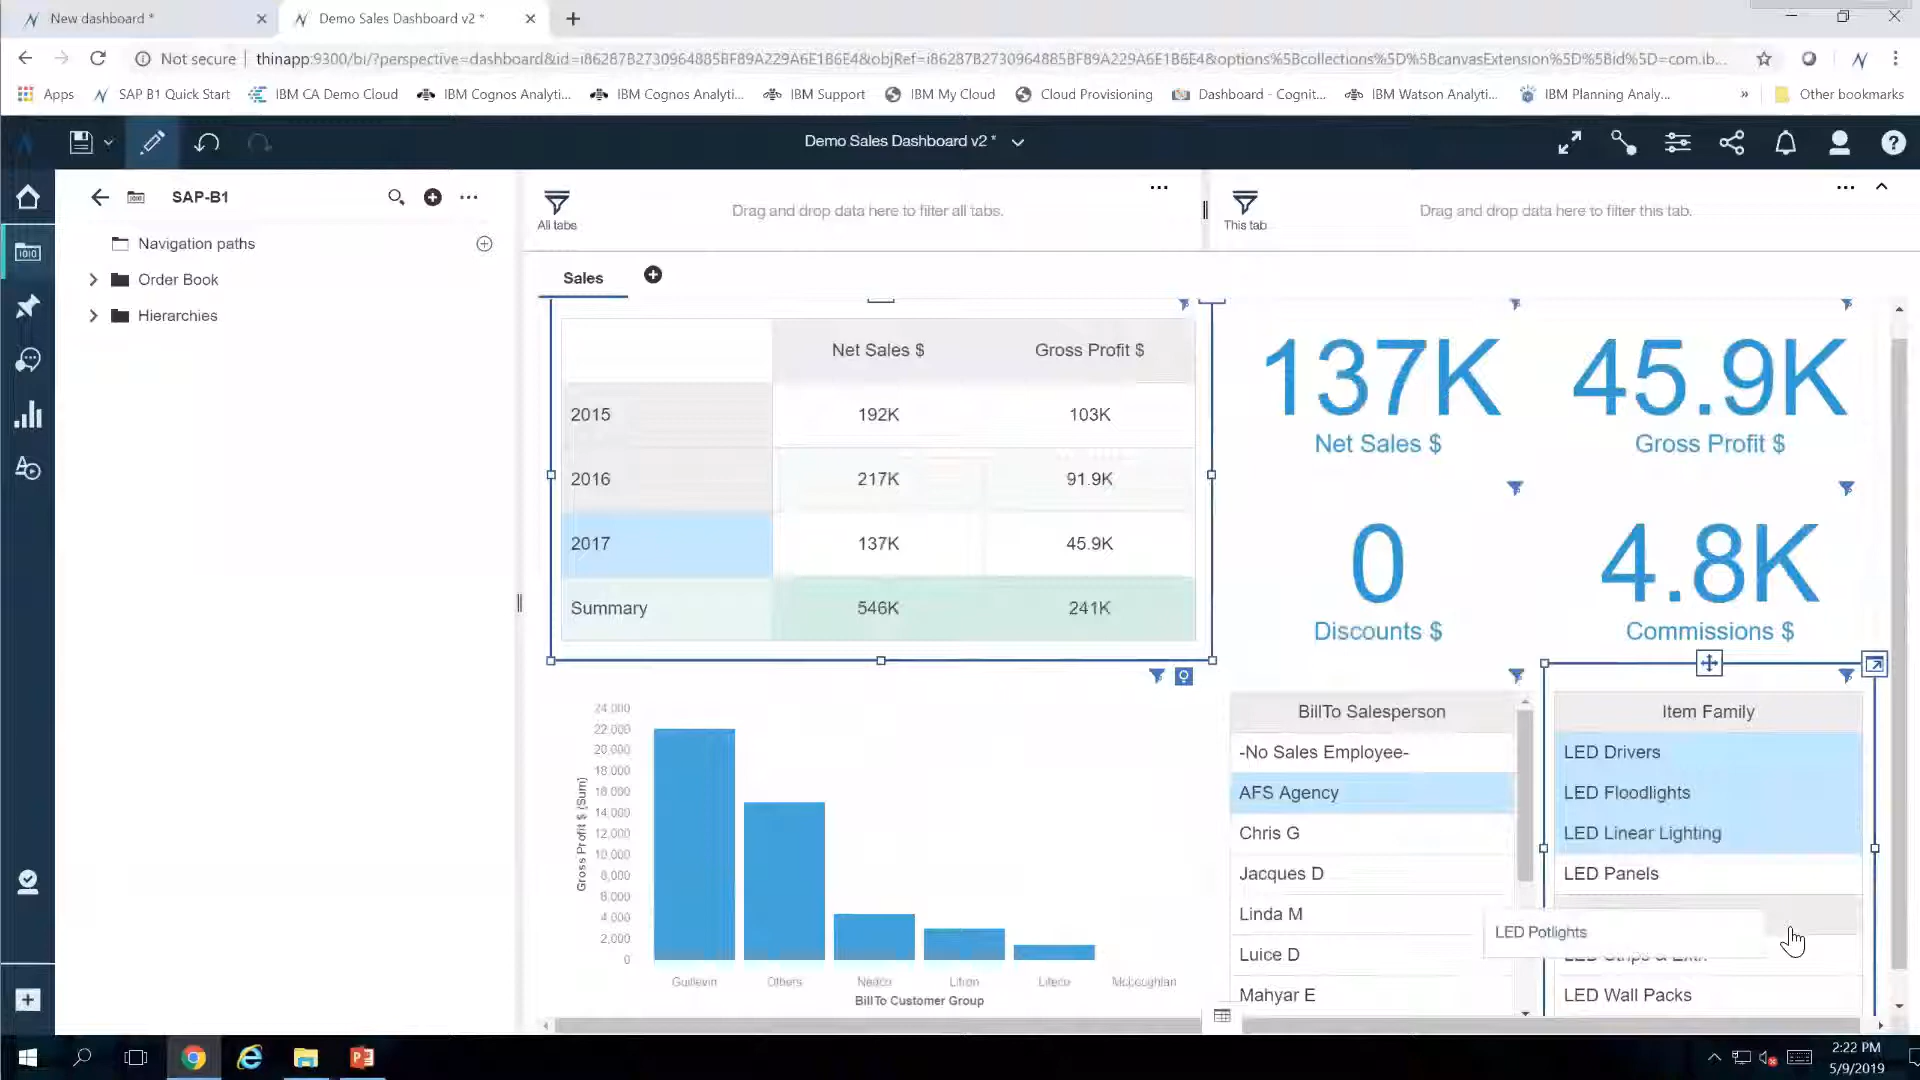 New dashboard *
Demo Sales Dashboard v2 *
Not secure
thinapp:9300/bi/?perspective=dashboard&id=i86287B2730964885BF89A229A6E1B6E4&objRef=i86287B2730964885BF89A229A6E1B6E4&options%5Bcollections%5D%5BcanvasExtension%5D%5Bid%5D=com.ib...
Apps
SAP B1 Quick Start
IBM CA Demo Cloud
IBM Cognos Analyti...
IBM Cognos Analyti...
IBM Support
IBM My Cloud
Cloud Provisioning
Dashboard - Cognit...
IBM Watson Analyti...
IBM Planning Analy...
»
Other bookmarks
Demo Sales Dashboard v2 *
SAP-B1
Navigation paths
Order Book
Hierarchies
All tabs
Drag and drop data here to filter all tabs.
This tab
Drag and drop data here to filter this tab.
Sales
Net Sales $ Gross Profit $
2015 192K 103K
2016 217K 91.9K
2017 137K 45.9K
Summary 546K 241K
137K
Net Sales $
45.9K
Gross Profit $
0
Discounts $
4.8K
Commissions $
Gross Profit $ (Sum)
24,000
22,000
20,000
18,000
16,000
14,000
12,000
10,000
8,000
6,000
4,000
2,000
0
Guillevin Others Nedco Litron Liteco McLoughlan
BillTo Customer Group
BillTo Salesperson
-No Sales Employee-
AFS Agency
Chris G
Jacques D
Linda M
Luice D
Mahyar E
Item Family
LED Drivers
LED Floodlights
LED Linear Lighting
LED Panels
LED Potlights
LED Strips &
LED Wall Packs
2:22 PM
5/9/2019